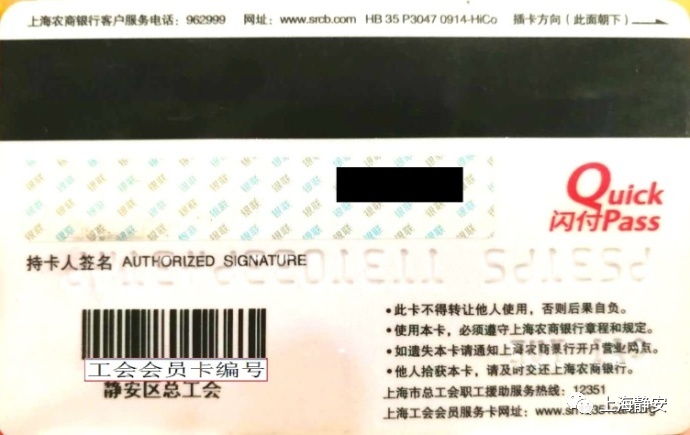 上海农商银行客户服务电话：962999 网址：www.srcb.com HB 35 P3047 0914-HiCo 插卡方向（此面朝下）
Quick
闪付Pass
持卡人签名 AUTHORIZED SIGNATURE
工会会员卡编号
静安区总工会
•此卡不得转让他人使用，否则后果自负。
•使用本卡，必须遵守上海农商银行章程和规定。
•如遗失本卡请通知上海农商银行开户营业网点。
•他人拾获本卡，请及时交还上海农商银行。
上海市总工会职工援助服务热线：12351
上海工会会员服务卡网址：
上海静安